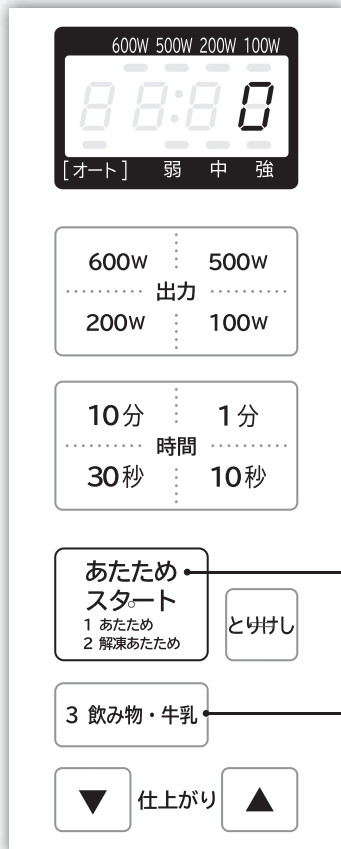 600W 500W 200W 100W
0
[オート] 弱 中 強
600W 500W
出力
200W 100W
10分 1分
時間
30秒 10秒
あたため
スタート
1 あたため
2 解凍あたため
とりけし
3 飲み物・牛乳
▼ 仕上がり ▲